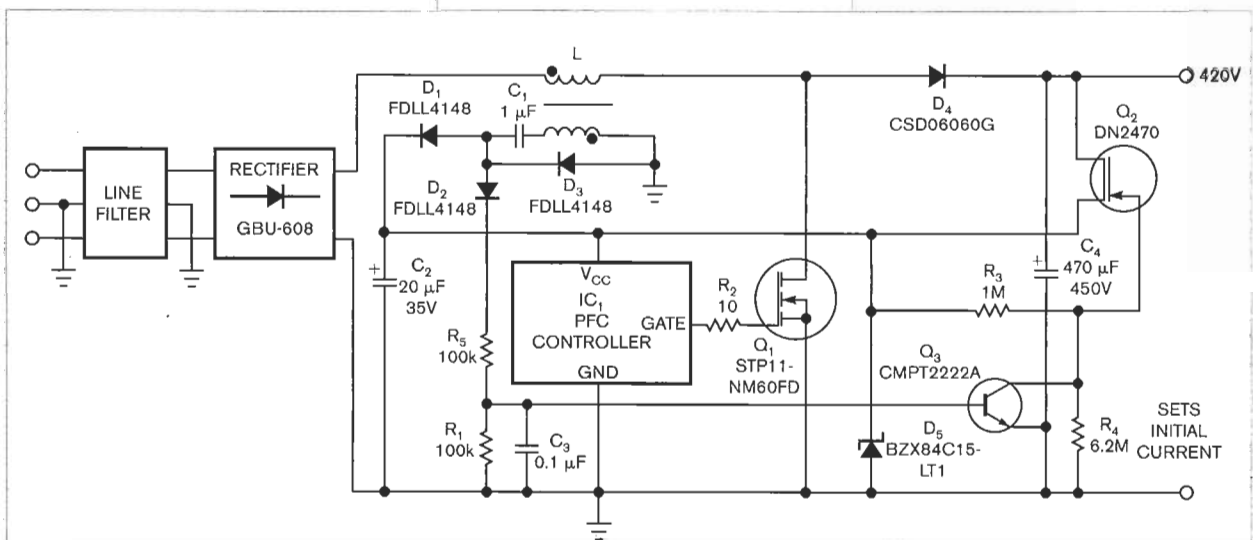 L
D1
FDLL4148
C1
1 µF
420V
D4
CSD06060G
Q2
DN2470
LINE
FILTER
RECTIFIER
GBU-608
D2
FDLL4148
D3
FDLL4148
C2
20 µF
35V
+
VCC
IC1
PFC
CONTROLLER
GATE
GND
R2
10
Q1
STP11-
NM60FD
R3
1M
C4
470 µF
450V
+
R5
100k
R1
100k
C3
0.1 µF
Q3
CMPT2222A
D5
BZX84C15-
LT1
R4
6.2M
SETS
INITIAL
CURRENT